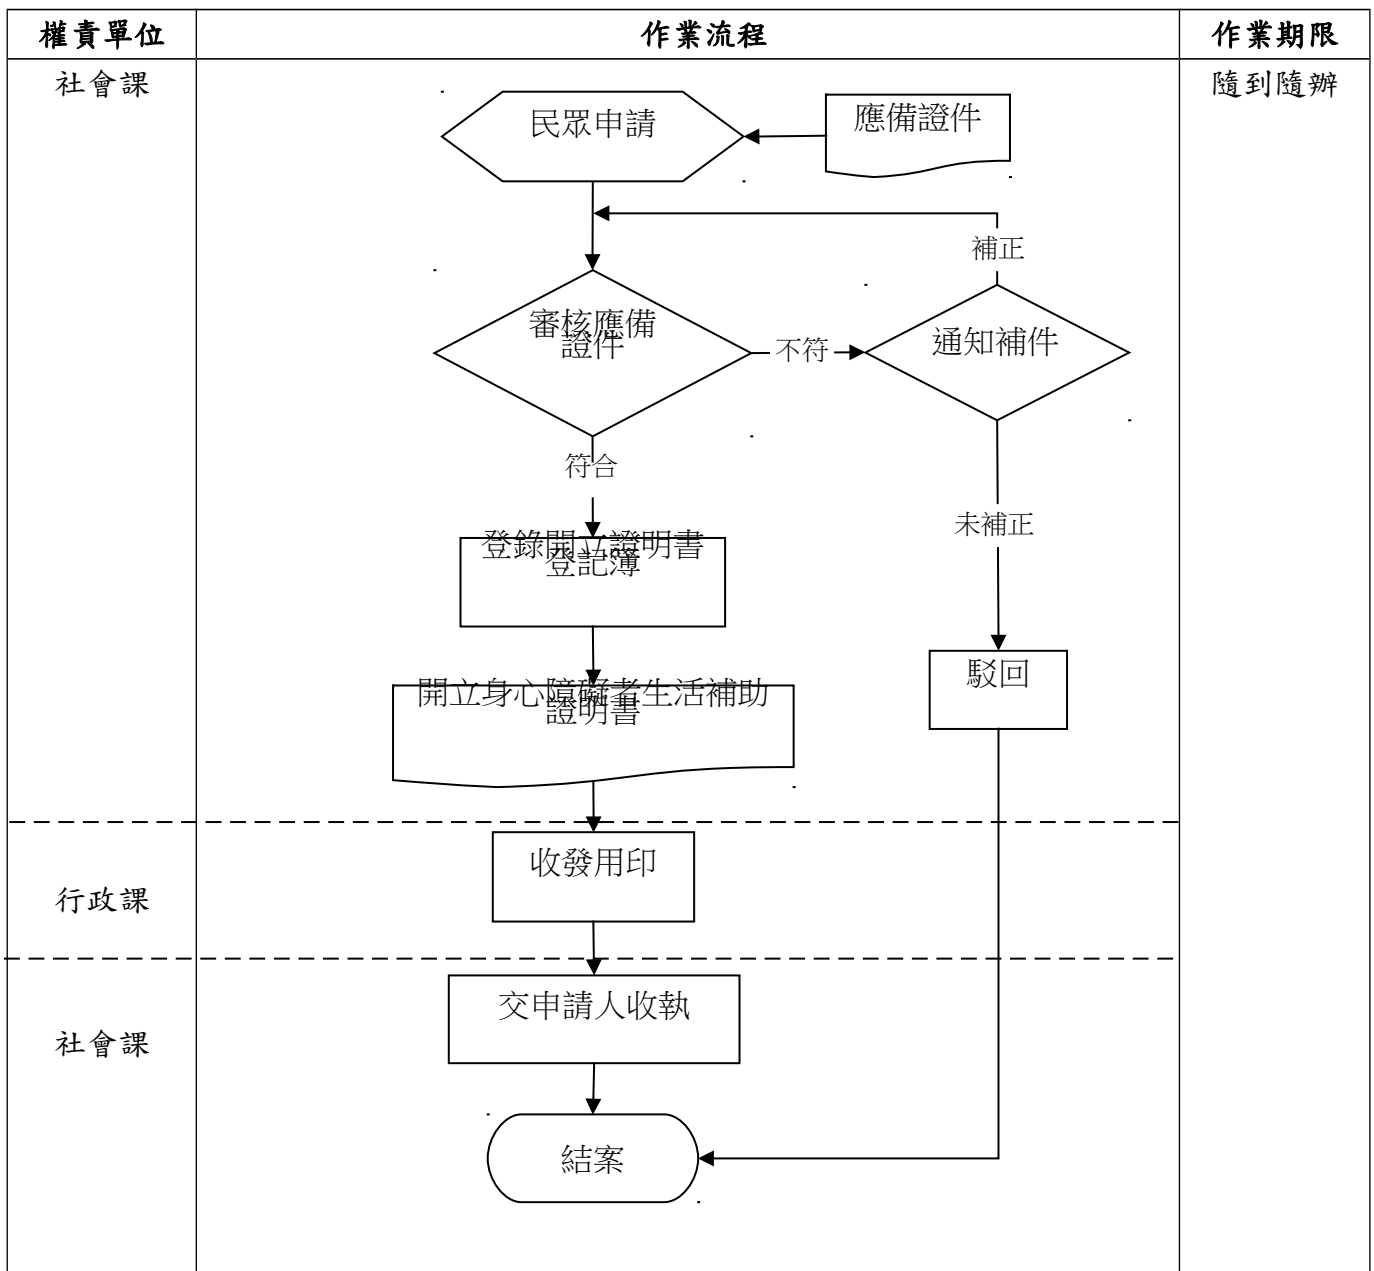 權責單位
作業流程
作業期限
社會課
隨到隨辦
民眾申請
應備證件
補正
審核應備
證件
不符
通知補件
符合
未補正
登錄開立證明書
登記簿
開立身心障礙者生活補助
證明書
駁回
行政課
收發用印
社會課
交申請人收執
結案